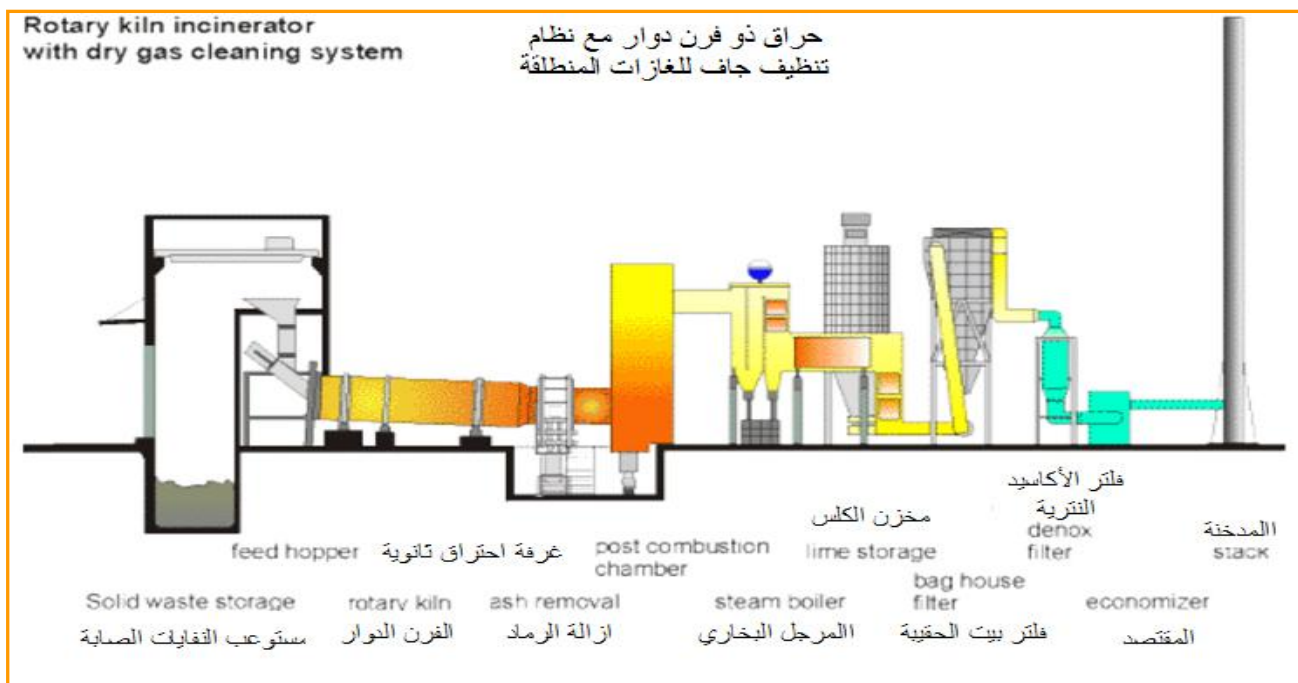 Rotary kiln incinerator
with dry gas cleaning system
حراق ذو فرن دوار مع نظام
تنظيف جاف للغازات المنطلقة
feed hopper
غرفة احتراق ثانوية
post combustion
chamber
مخزن الكلس
lime storage
فلتر الأكاسيد
النترية
denox
filter
االمدخنة
stack
Solid waste storage
مستوعب النفايات الصلبة
rotary kiln
الفرن الدوار
ash removal
ازالة الرماد
steam boiler
االمرجل البخاري
bag house
filter
فلتر بيت الحقيبة
economizer
المقتصد